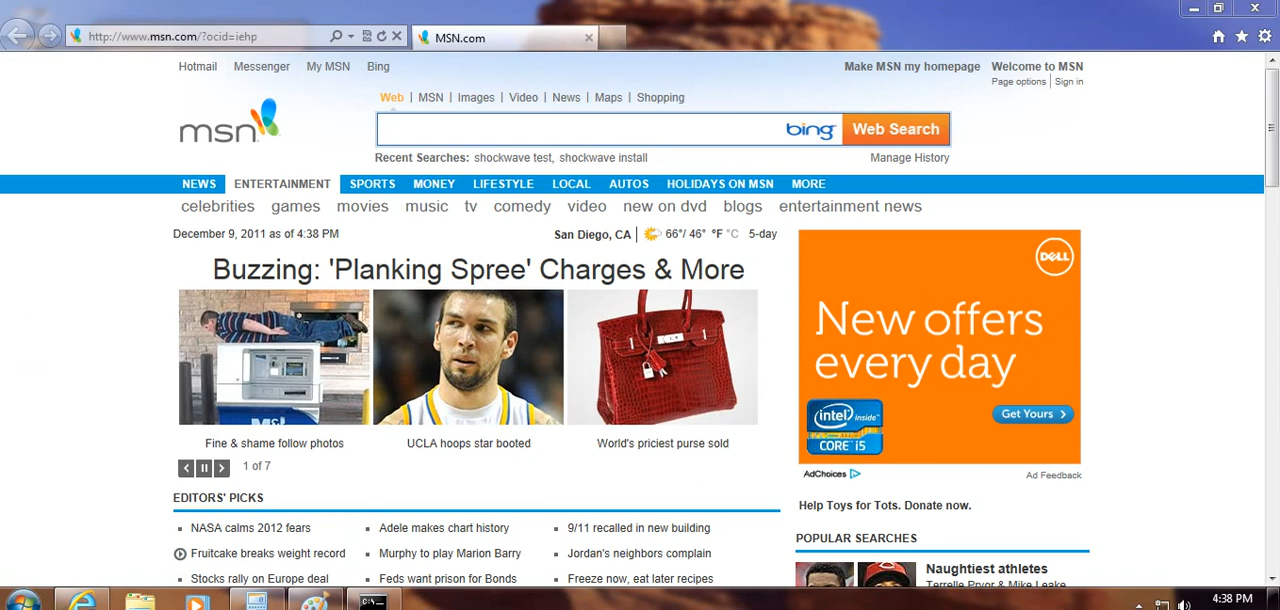 http://www.msn.com/?ocid=iehp
MSN.com
Hotmail Messenger My MSN Bing
Make MSN my homepage Welcome to MSN
Page options Sign in
Web | MSN | Images | Video | News | Maps | Shopping
msn
bing Web Search
Recent Searches: shockwave test, shockwave install
Manage History
NEWS ENTERTAINMENT SPORTS MONEY LIFESTYLE LOCAL AUTOS HOLIDAYS ON MSN MORE
celebrities games movies music tv comedy video new on dvd blogs entertainment news
December 9, 2011 as of 4:38 PM
San Diego, CA | 66°/ 46° °F °C 5-day
Buzzing: 'Planking Spree' Charges & More
Fine & shame follow photos
UCLA hoops star booted
World's priciest purse sold
1 of 7
DELL
New offers
every day
intel inside
CORE i5
Get Yours
AdChoices
Ad Feedback
EDITORS' PICKS
NASA calms 2012 fears
Adele makes chart history
9/11 recalled in new building
Fruitcake breaks weight record
Murphy to play Marion Barry
Jordan's neighbors complain
Stocks rally on Europe deal
Feds want prison for Bonds
Freeze now, eat later recipes
Help Toys for Tots. Donate now.
POPULAR SEARCHES
Naughtiest athletes
Terrelle Pryor & Mike Leake
4:38 PM